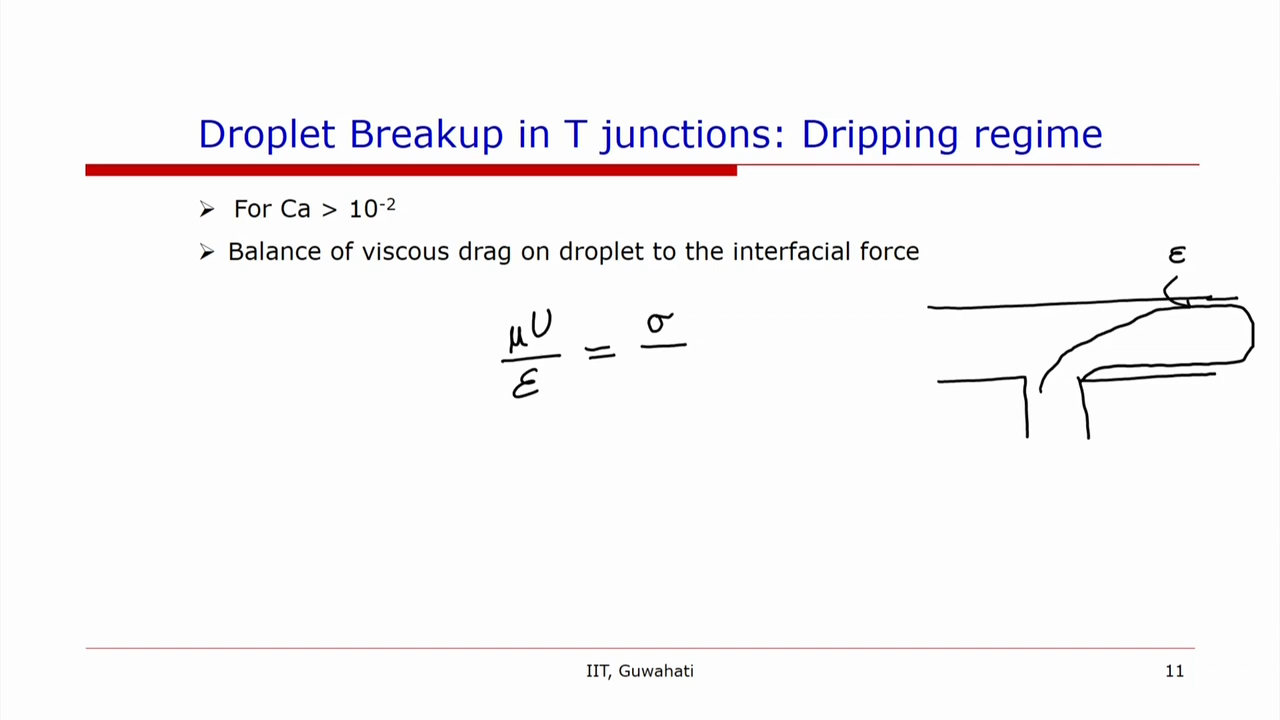 Droplet Breakup in T junctions: Dripping regime
➢ For Ca > 10⁻²
➢ Balance of viscous drag on droplet to the interfacial force
ε
μU/ε = σ/
IIT, Guwahati
11